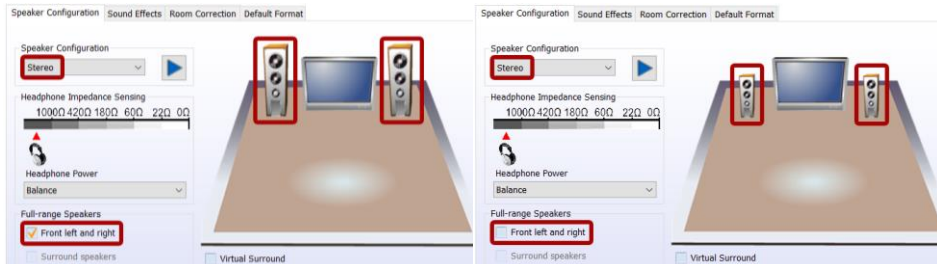 Speaker Configuration Sound Effects Room Correction Default Format
Speaker Configuration
Stereo
Headphone Impedance Sensing
1000Ω 420Ω 180Ω 60Ω 22Ω 0Ω
Headphone Power
Balance
Full-range Speakers
Front left and right
Surround speakers
Virtual Surround
Speaker Configuration Sound Effects Room Correction Default Format
Speaker Configuration
Stereo
Headphone Impedance Sensing
1000Ω 420Ω 180Ω 60Ω 22Ω 0Ω
Headphone Power
Balance
Full-range Speakers
Front left and right
Surround speakers
Virtual Surround